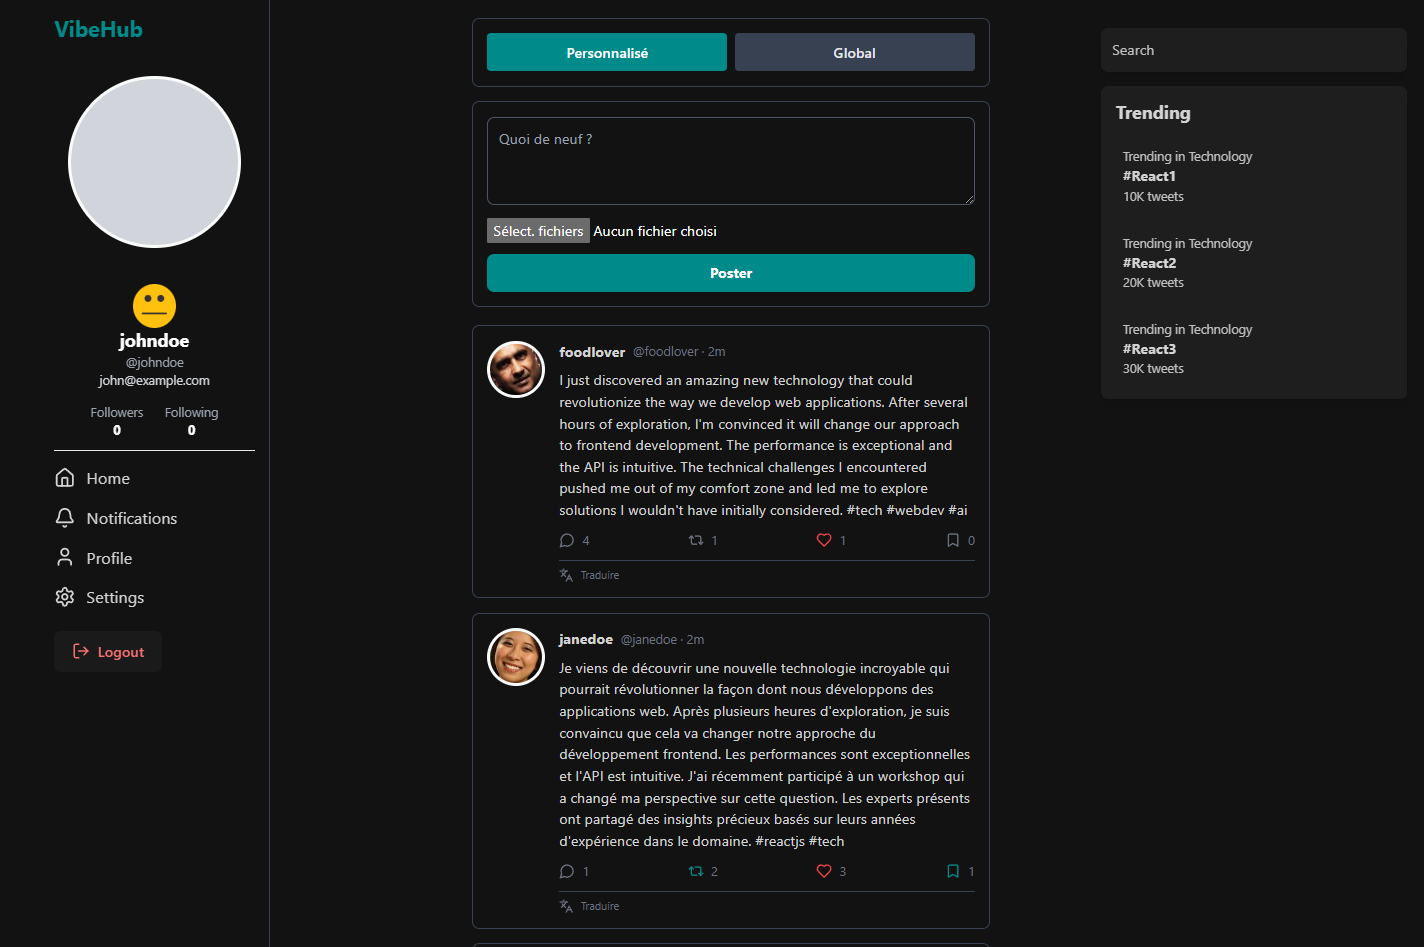 VibeHub
johndoe
@johndoe
john@example.com
Followers Following
0 0
Home
Notifications
Profile
Settings
Logout
Personnalisé Global
Quoi de neuf ?
Sélect. fichiers Aucun fichier choisi
Poster
foodlover @foodlover · 2m
I just discovered an amazing new technology that could
revolutionize the way we develop web applications. After several
hours of exploration, I'm convinced it will change our approach
to frontend development. The performance is exceptional and
the API is intuitive. The technical challenges I encountered
pushed me out of my comfort zone and led me to explore
solutions I wouldn't have initially considered. #tech #webdev #ai
4 1 1 0
Traduire
janedoe @janedoe · 2m
Je viens de découvrir une nouvelle technologie incroyable qui
pourrait révolutionner la façon dont nous développons des
applications web. Après plusieurs heures d'exploration, je suis
convaincu que cela va changer notre approche du
développement frontend. Les performances sont exceptionnelles
et l'API est intuitive. J'ai récemment participé à un workshop qui
a changé ma perspective sur cette question. Les experts présents
ont partagé des insights précieux basés sur leurs années
d'expérience dans le domaine. #reactjs #tech
1 2 3 1
Traduire
Search
Trending
Trending in Technology
#React1
10K tweets
Trending in Technology
#React2
20K tweets
Trending in Technology
#React3
30K tweets